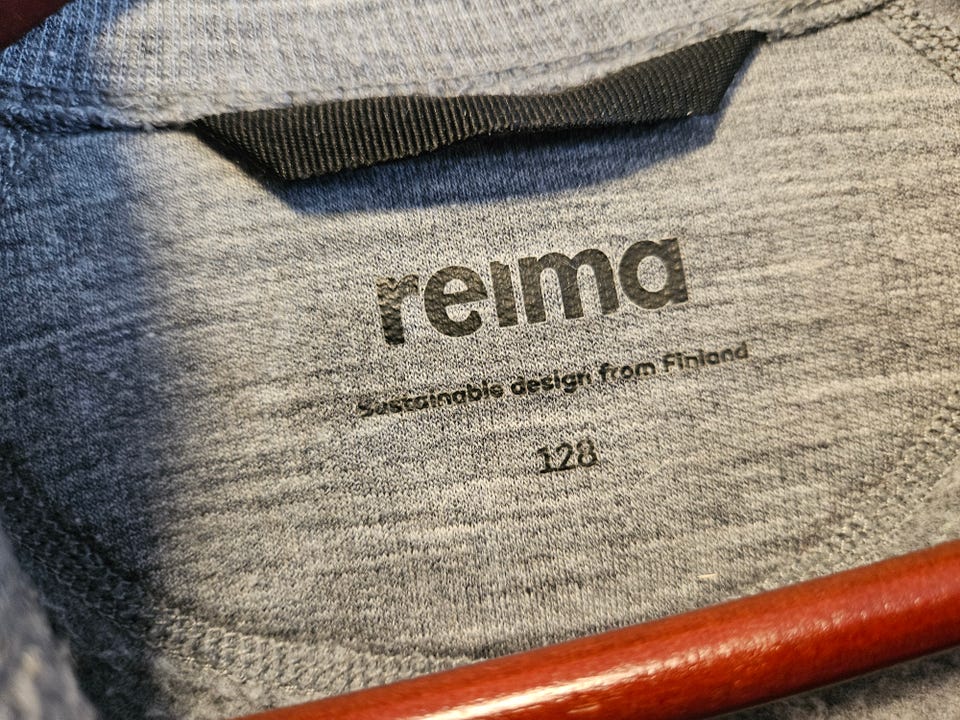 reima
Sustainable design from Finland
128